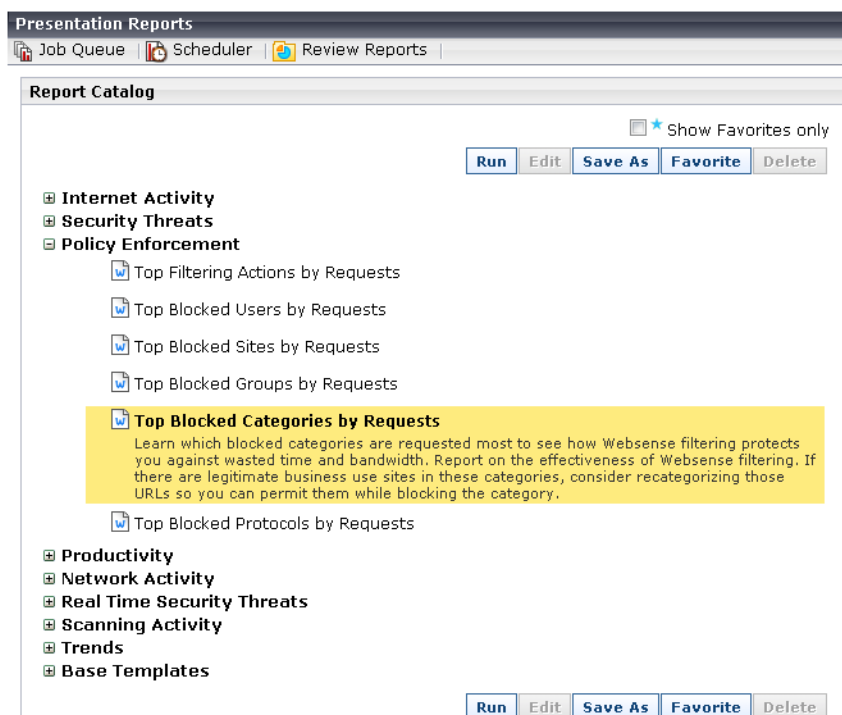 Presentation Reports
Job Queue | Scheduler | Review Reports |
Report Catalog
Show Favorites only
Run Edit Save As Favorite Delete
Internet Activity
Security Threats
Policy Enforcement
Top Filtering Actions by Requests
Top Blocked Users by Requests
Top Blocked Sites by Requests
Top Blocked Groups by Requests
Top Blocked Categories by Requests
Learn which blocked categories are requested most to see how Websense filtering protects
you against wasted time and bandwidth. Report on the effectiveness of Websense filtering. If
there are legitimate business use sites in these categories, consider recategorizing those
URLs so you can permit them while blocking the category.
Top Blocked Protocols by Requests
Productivity
Network Activity
Real Time Security Threats
Scanning Activity
Trends
Base Templates
Run Edit Save As Favorite Delete